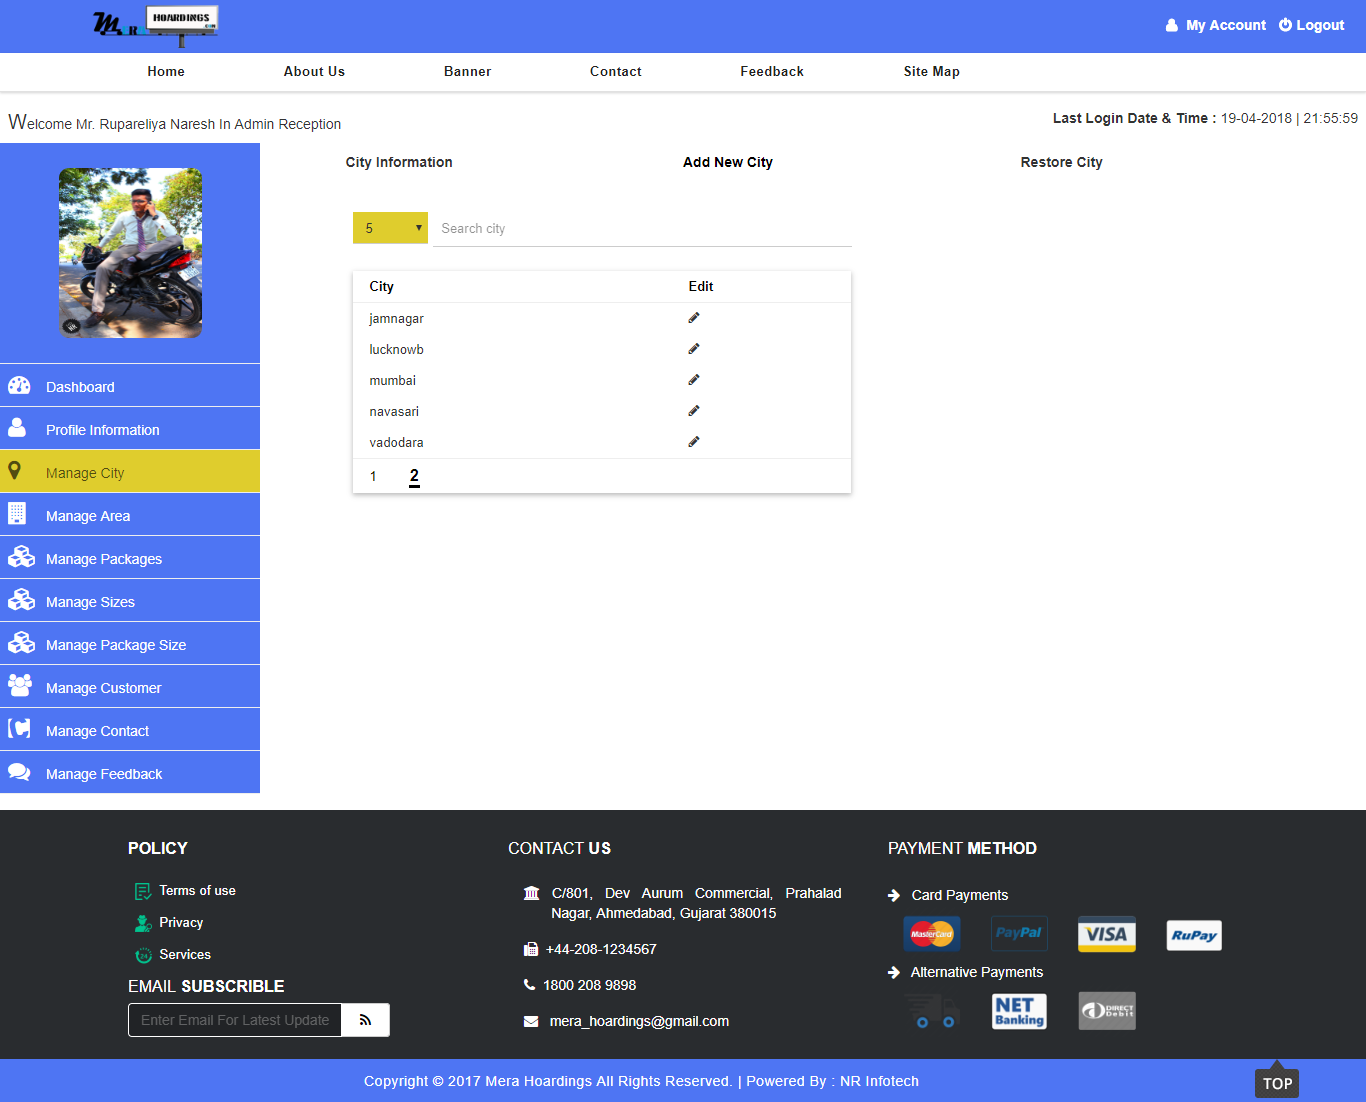 HOARDINGS
My Account
Logout
Home
About Us
Banner
Contact
Feedback
Site Map
Welcome Mr. Rupareliya Naresh In Admin Reception
Last Login Date & Time : 19-04-2018 | 21:55:59
City Information
Add New City
Restore City
5
Search city
City Edit
jamnagar
lucknowb
mumbai
navasari
vadodara
1 2
Dashboard
Profile Information
Manage City
Manage Area
Manage Packages
Manage Sizes
Manage Package Size
Manage Customer
Manage Contact
Manage Feedback
POLICY
Terms of use
Privacy
Services
EMAIL SUBSCRIBLE
Enter Email For Latest Update
CONTACT US
C/801, Dev Aurum Commercial, Prahalad
Nagar, Ahmedabad, Gujarat 380015
+44-208-1234567
1800 208 9898
mera_hoardings@gmail.com
PAYMENT METHOD
Card Payments
MasterCard
PayPal
VISA
RuPay
Alternative Payments
NET
Banking
DIRECT
Debit
Copyright © 2017 Mera Hoardings All Rights Reserved. | Powered By : NR Infotech
TOP